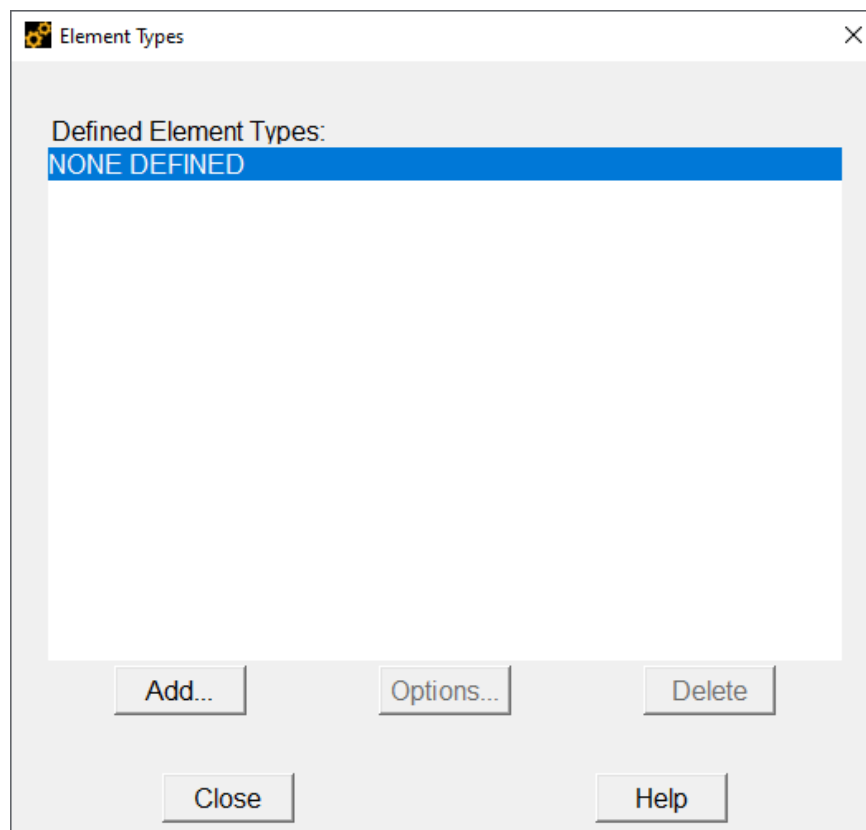 Element Types
Defined Element Types:
NONE DEFINED
Add... Options... Delete
Close Help